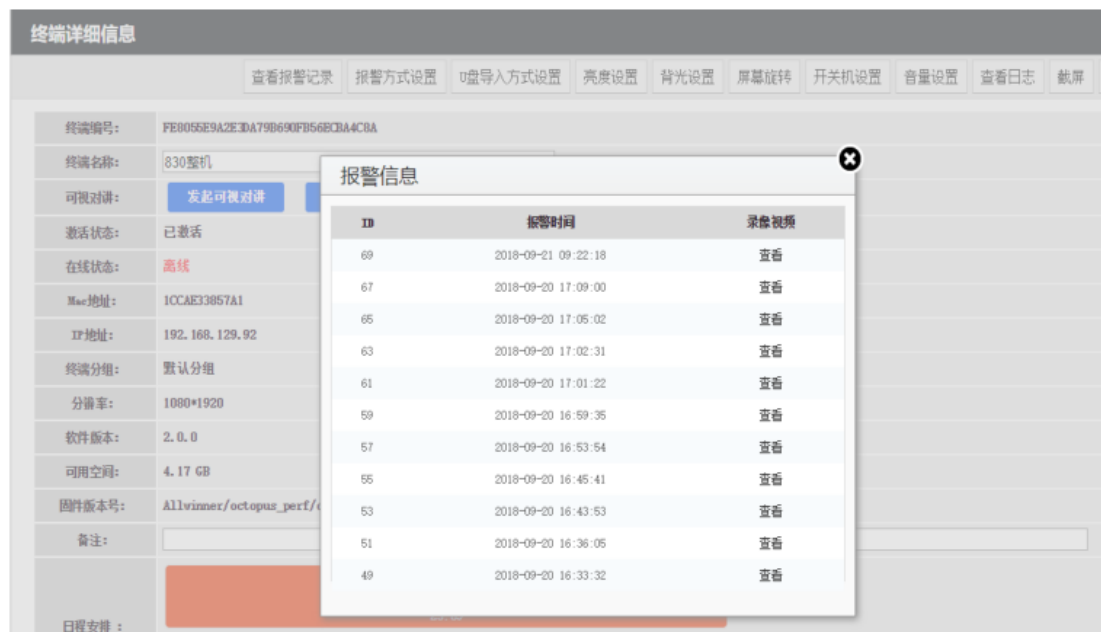 终端详细信息
查看报警记录 报警方式设置 U盘导入方式设置 亮度设置 背光设置 屏幕旋转 开关机设置 音量设置 查看日志 截屏
终端编号: FE8055E9A2E3DA79B690FB56ECBA4C8A
终端名称: 830整机
可视对讲: 发起可视对讲
激活状态: 已激活
在线状态: 离线
Mac地址: 1CCAE33857A1
IP地址: 192.168.129.92
终端分组: 默认分组
分辨率: 1080*1920
软件版本: 2.0.0
可用空间: 4.17 GB
固件版本号: Allwinner/octopus_perf/
备注:
日程安排 :
报警信息
ID 报警时间 录像视频
69 2018-09-21 09:22:18 查看
67 2018-09-20 17:09:00 查看
65 2018-09-20 17:05:02 查看
63 2018-09-20 17:02:31 查看
61 2018-09-20 17:01:22 查看
59 2018-09-20 16:59:35 查看
57 2018-09-20 16:53:54 查看
55 2018-09-20 16:45:41 查看
53 2018-09-20 16:43:53 查看
51 2018-09-20 16:36:05 查看
49 2018-09-20 16:33:32 查看